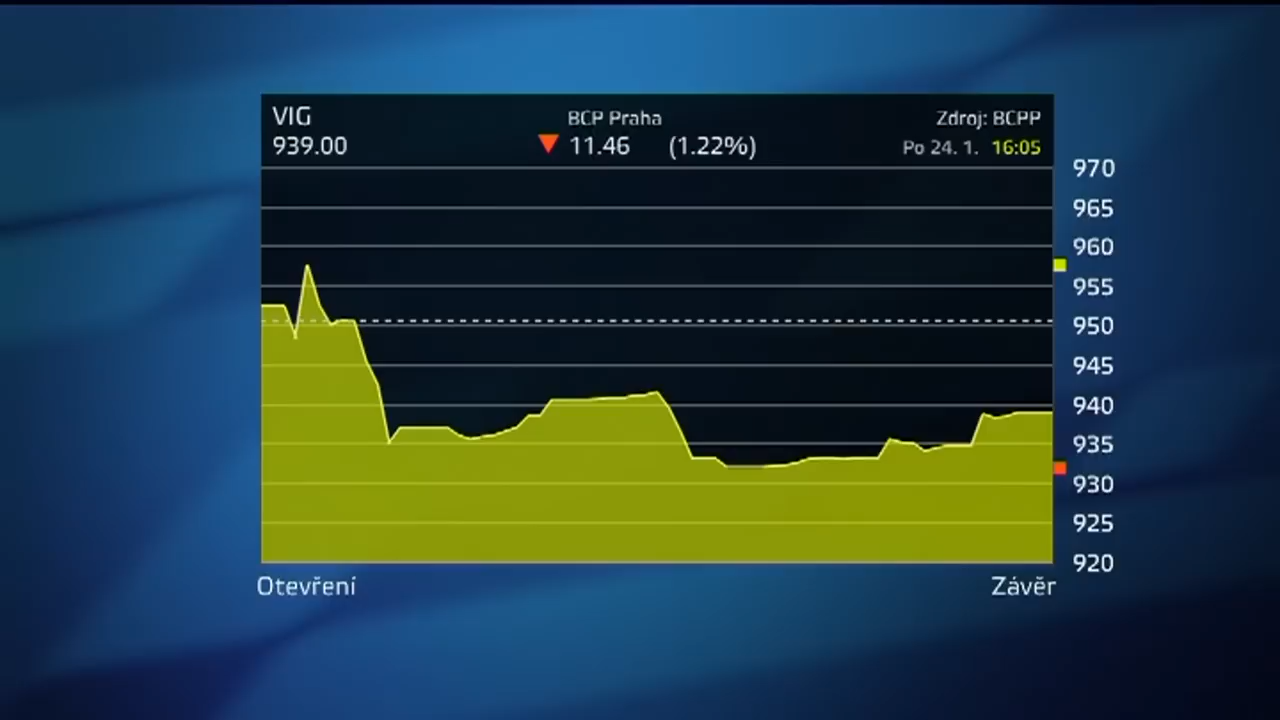 VIG
939.00
BCP Praha
▼ 11.46 (1.22%)
Zdroj: BCPP
Po 24. 1. 16:05
970
965
960
955
950
945
940
935
930
925
920
Otevření
Závěr